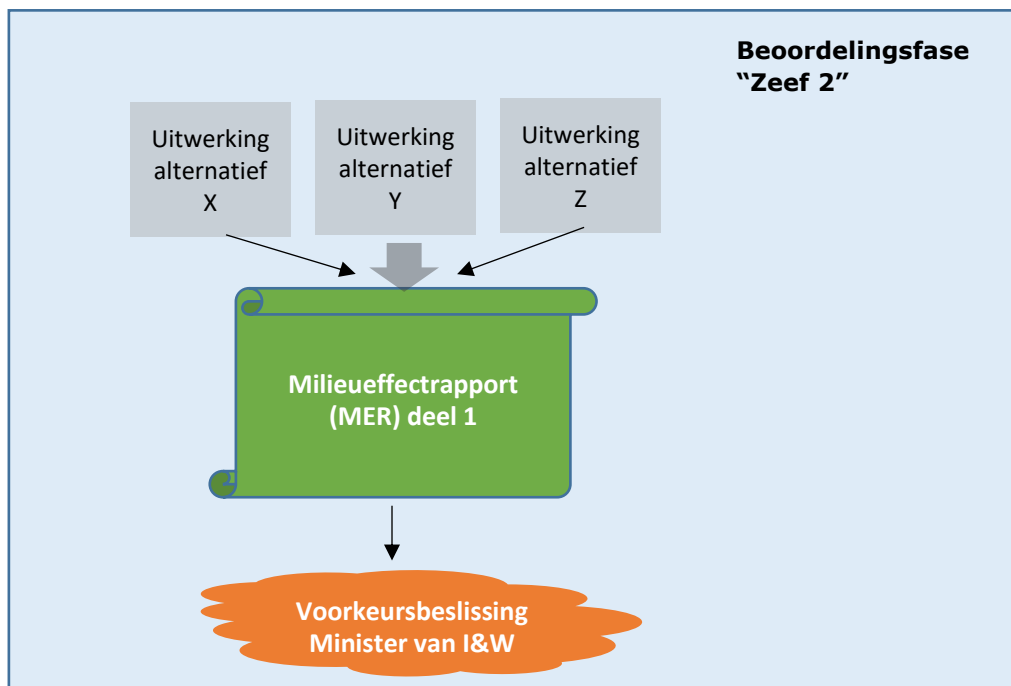 Beoordelingsfase
“Zeef 2”
Uitwerking
alternatief
X
Uitwerking
alternatief
Y
Uitwerking
alternatief
Z
Milieueffectrapport
(MER) deel 1
Voorkeursbeslissing
Minister van I&W